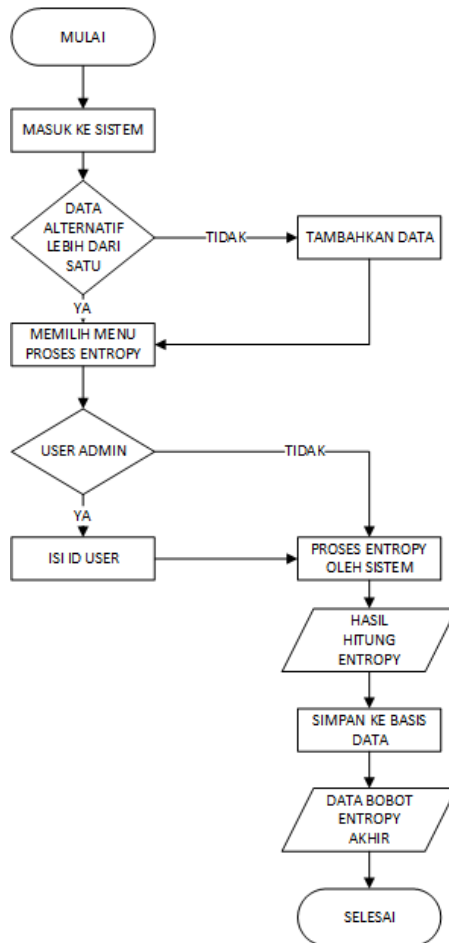 MULAI
MASUK KE SISTEM
DATA
ALTERNATIF
LEBIH DARI
SATU
TIDAK
TAMBAHKAN DATA
YA
MEMILIH MENU
PROSES ENTROPY
USER ADMIN
TIDAK
YA
ISI ID USER
PROSES ENTROPY
OLEH SISTEM
HASIL
HITUNG
ENTROPY
SIMPAN KE BASIS
DATA
DATA BOBOT
ENTROPY
AKHIR
SELESAI